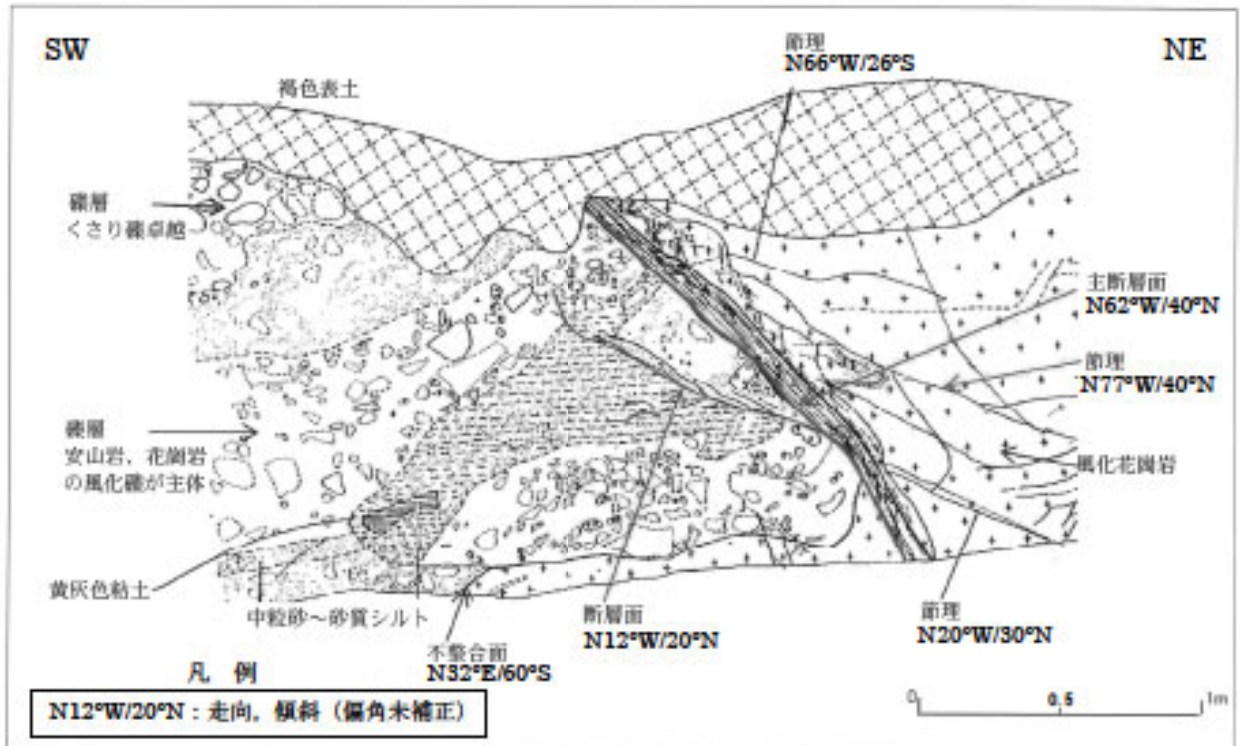 SW
節理
N66°W/26°S
NE
褐色表土
礫層
くさり礫卓越
主断層面
N62°W/40°N
節理
N77°W/40°N
礫層
安山岩、花崗岩
の風化礫が主体
風化花崗岩
黄灰色粘土
中粒砂～砂質シルト
断層面
N12°W/20°N
節理
N20°W/30°N
不整合面
N32°E/60°S
凡 例
N12°W/20°N：走向，傾斜（偏角未補正）
0 0.5 1m